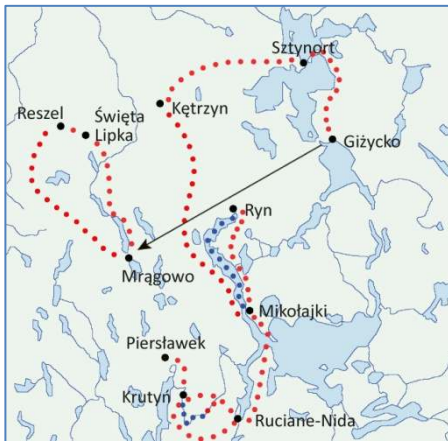 Sztynort
Reszel
Święta
Lipka
Kętrzyn
Giżycko
Ryn
Mrągowo
Mikołajki
Piersławek
Krutyń
Ruciane-Nida